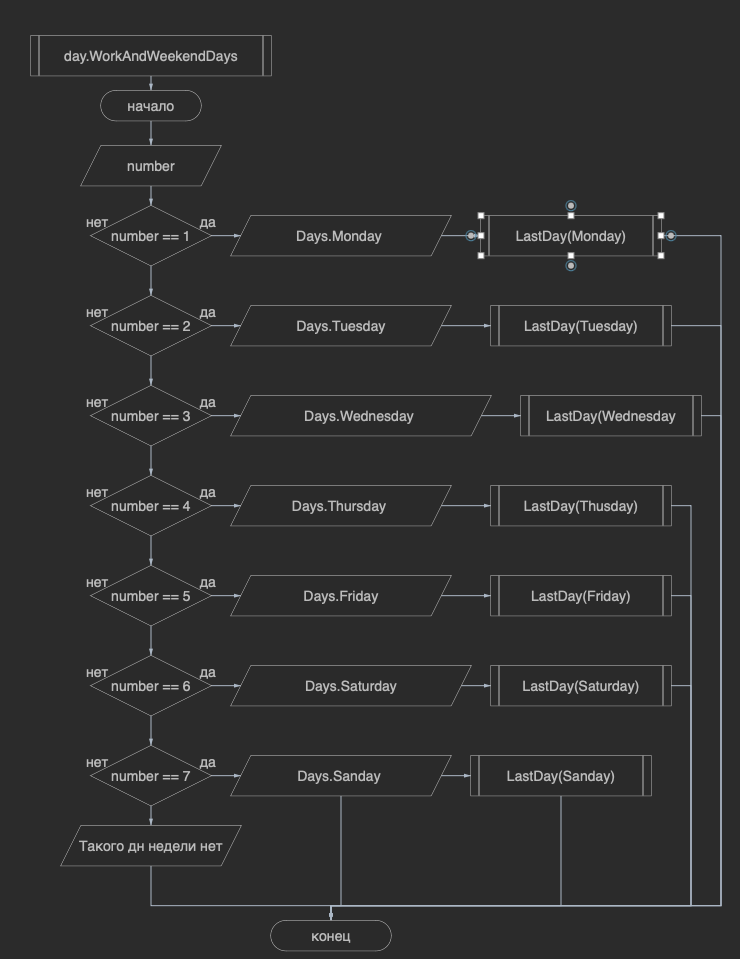 day.WorkAndWeekendDays
начало
number
нет
да
number == 1
Days.Monday
LastDay(Monday)
нет
да
number == 2
Days.Tuesday
LastDay(Tuesday)
нет
да
number == 3
Days.Wednesday
LastDay(Wednesday
нет
да
number == 4
Days.Thursday
LastDay(Thusday)
нет
да
number == 5
Days.Friday
LastDay(Friday)
нет
да
number == 6
Days.Saturday
LastDay(Saturday)
нет
да
number == 7
Days.Sanday
LastDay(Sanday)
Такого дн недели нет
конец